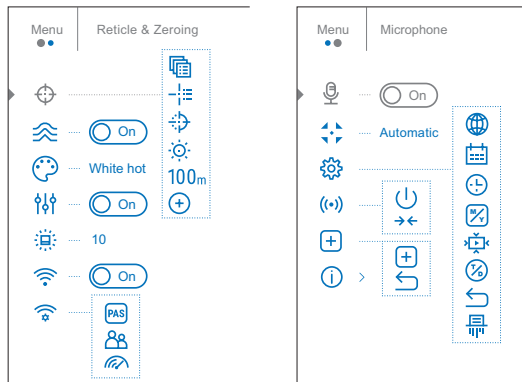 Menu
Reticle & Zeroing
On
White hot
100m
On
10
On
PAS
Menu
Microphone
On
Automatic
M/Y
T/D